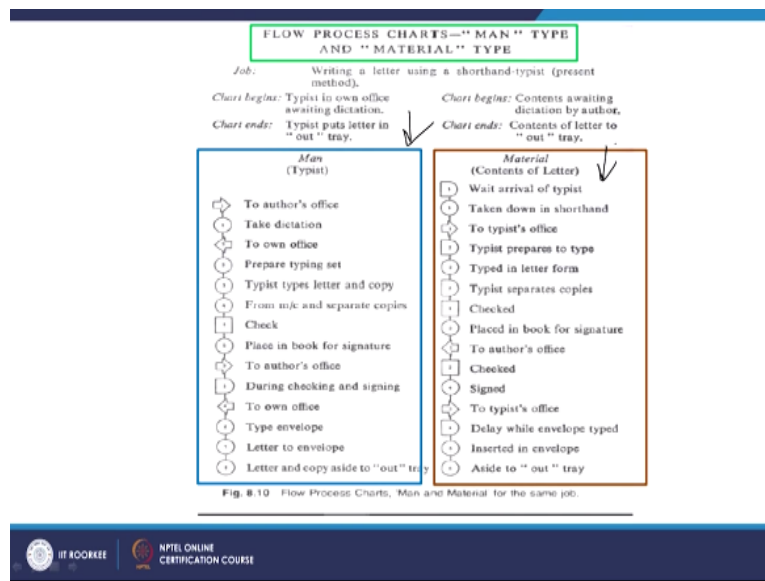 FLOW PROCESS CHARTS—"MAN" TYPE
AND "MATERIAL" TYPE
Job: Writing a letter using a shorthand-typist (present
method).
Chart begins: Typist in own office
awaiting dictation.
Chart ends: Typist puts letter in
"out" tray.
Chart begins: Contents awaiting
dictation by author.
Chart ends: Contents of letter to
"out" tray.
Man
(Typist)
To author's office
Take dictation
To own office
Prepare typing set
Typist types letter and copy
From m/c and separate copies
Check
Place in book for signature
To author's office
During checking and signing
To own office
Type envelope
Letter to envelope
Letter and copy aside to "out" tray
Material
(Contents of Letter)
Wait arrival of typist
Taken down in shorthand
To typist's office
Typist prepares to type
Typed in letter form
Typist separates copies
Checked
Placed in book for signature
To author's office
Checked
Signed
To typist's office
Delay while envelope typed
Inserted in envelope
Aside to "out" tray
Fig. 8.10 Flow Process Charts, 'Man and Material' for the same job.
IIT ROORKEE
NPTEL ONLINE
CERTIFICATION COURSE